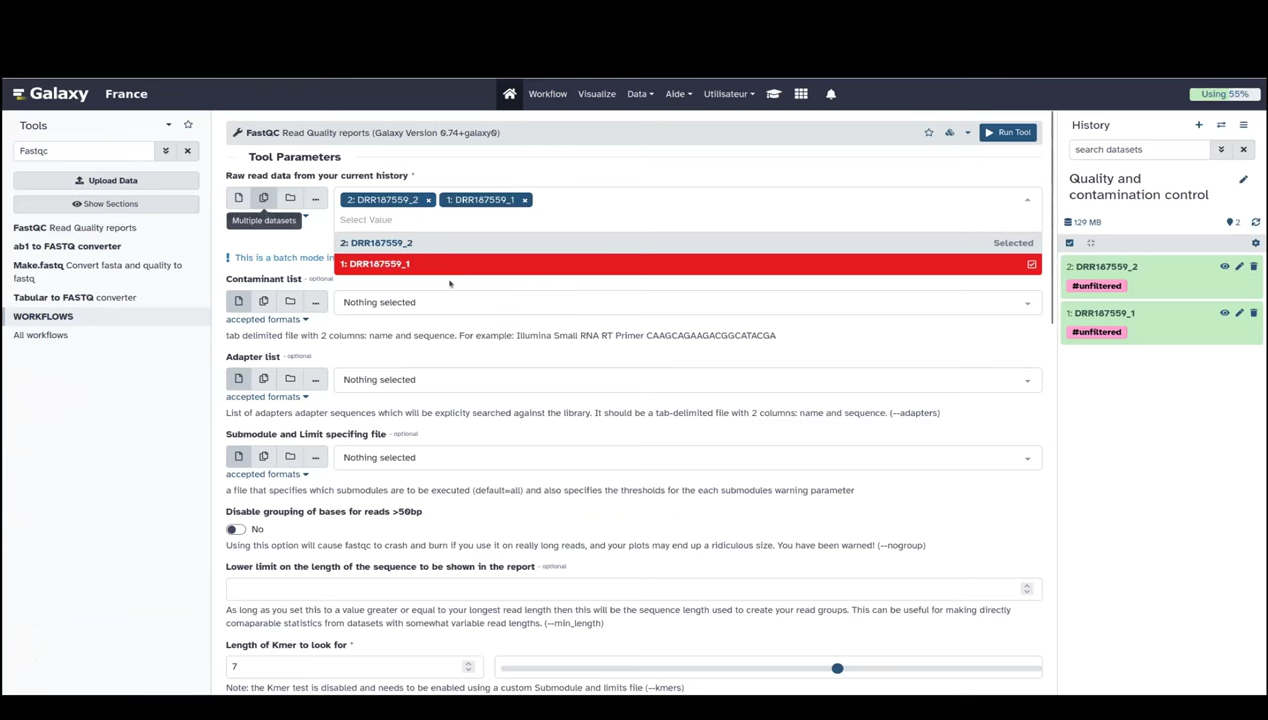 Galaxy France
Workflow Visualize Data Aide Utilisateur
Using 55%
Tools
Fastqc
Upload Data
Show Sections
FastQC Read Quality reports
ab1 to FASTQ converter
Make.fastq Convert fasta and quality to
fastq
Tabular to FASTQ converter
WORKFLOWS
All workflows
FastQC Read Quality reports (Galaxy Version 0.74+galaxy0)
Run Tool
Tool Parameters
Raw read data from your current history *
2: DRR187559_2 × 1: DRR187559_1 ×
Select Value
Multiple datasets
2: DRR187559_2 Selected
1: DRR187559_1
This is a batch mode in
Contaminant list - optional
Nothing selected
accepted formats
tab delimited file with 2 columns: name and sequence. For example: Illumina Small RNA RT Primer CAAGCAGAAGACGGCATACGA
Adapter list - optional
Nothing selected
accepted formats
List of adapters adapter sequences which will be explicity searched against the library. It should be a tab-delimited file with 2 columns: name and sequence. (--adapters)
Submodule and Limit specifing file - optional
Nothing selected
accepted formats
a file that specifies which submodules are to be executed (default=all) and also specifies the thresholds for the each submodules warning parameter
Disable grouping of bases for reads >50bp
No
Using this option will cause fastqc to crash and burn if you use it on really long reads, and your plots may end up a ridiculous size. You have been warned! (--nogroup)
Lower limit on the length of the sequence to be shown in the report - optional
As long as you set this to a value greater or equal to your longest read length then this will be the sequence length used to create your read groups. This can be useful for making directly
comaparable statistics from datasets with somewhat variable read lengths. (--min_length)
Length of Kmer to look for *
7
Note: the Kmer test is disabled and needs to be enabled using a custom Submodule and limits file (--kmers)
History
search datasets
Quality and
contamination control
129 MB
2
2: DRR187559_2
#unfiltered
1: DRR187559_1
#unfiltered